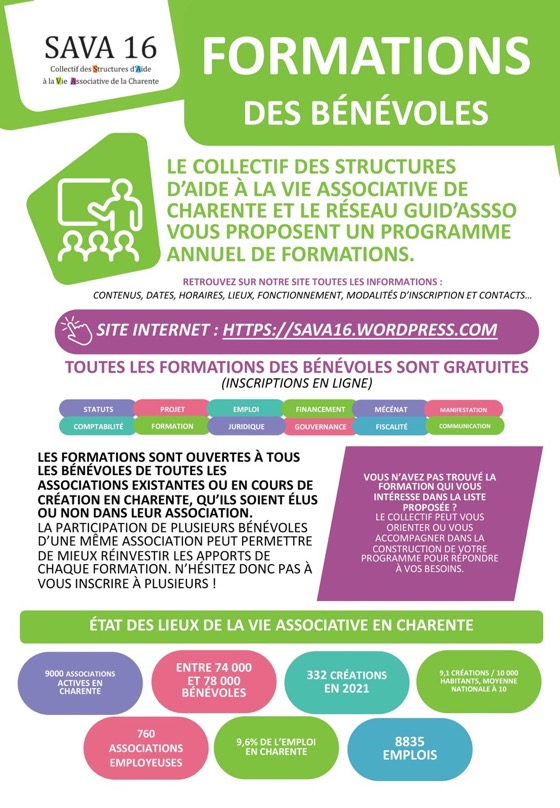 SAVA 16
Collectif des Structures d'Aide
à la Vie Associative de la Charente
FORMATIONS
DES BÉNÉVOLES
LE COLLECTIF DES STRUCTURES
D'AIDE À LA VIE ASSOCIATIVE DE
CHARENTE ET LE RÉSEAU GUID'ASSSO
VOUS PROPOSENT UN PROGRAMME
ANNUEL DE FORMATIONS.
RETROUVEZ SUR NOTRE SITE TOUTES LES INFORMATIONS :
CONTENUS, DATES, HORAIRES, LIEUX, FONCTIONNEMENT, MODALITÉS D'INSCRIPTION ET CONTACTS...
SITE INTERNET : HTTPS://SAVA16.WORDPRESS.COM
TOUTES LES FORMATIONS DES BÉNÉVOLES SONT GRATUITES
(INSCRIPTIONS EN LIGNE)
STATUTS PROJET EMPLOI FINANCEMENT MÉCÉNAT MANIFESTATION
COMPTABILITÉ FORMATION JURIDIQUE GOUVERNANCE FISCALITÉ COMMUNICATION
LES FORMATIONS SONT OUVERTES À TOUS
LES BÉNÉVOLES DE TOUTES LES
ASSOCIATIONS EXISTANTES OU EN COURS DE
CRÉATION EN CHARENTE, QU'ILS SOIENT ÉLUS
OU NON DANS LEUR ASSOCIATION.
LA PARTICIPATION DE PLUSIEURS BÉNÉVOLES
D'UNE MÊME ASSOCIATION PEUT PERMETTRE
DE MIEUX RÉINVESTIR LES APPORTS DE
CHAQUE FORMATION. N'HÉSITEZ DONC PAS À
VOUS INSCRIRE À PLUSIEURS !
VOUS N'AVEZ PAS TROUVÉ LA
FORMATION QUI VOUS
INTÉRESSE DANS LA LISTE
PROPOSÉE ?
LE COLLECTIF PEUT VOUS
ORIENTER OU VOUS
ACCOMPAGNER DANS LA
CONSTRUCTION DE VOTRE
PROGRAMME POUR RÉPONDRE
À VOS BESOINS.
ÉTAT DES LIEUX DE LA VIE ASSOCIATIVE EN CHARENTE
9000 ASSOCIATIONS
ACTIVES EN
CHARENTE
ENTRE 74 000
ET 78 000
BÉNÉVOLES
332 CRÉATIONS
EN 2021
9,1 CRÉATIONS / 10 000
HABITANTS, MOYENNE
NATIONALE À 10
760
ASSOCIATIONS
EMPLOYEUSES
9,6% DE L'EMPLOI
EN CHARENTE
8835
EMPLOIS